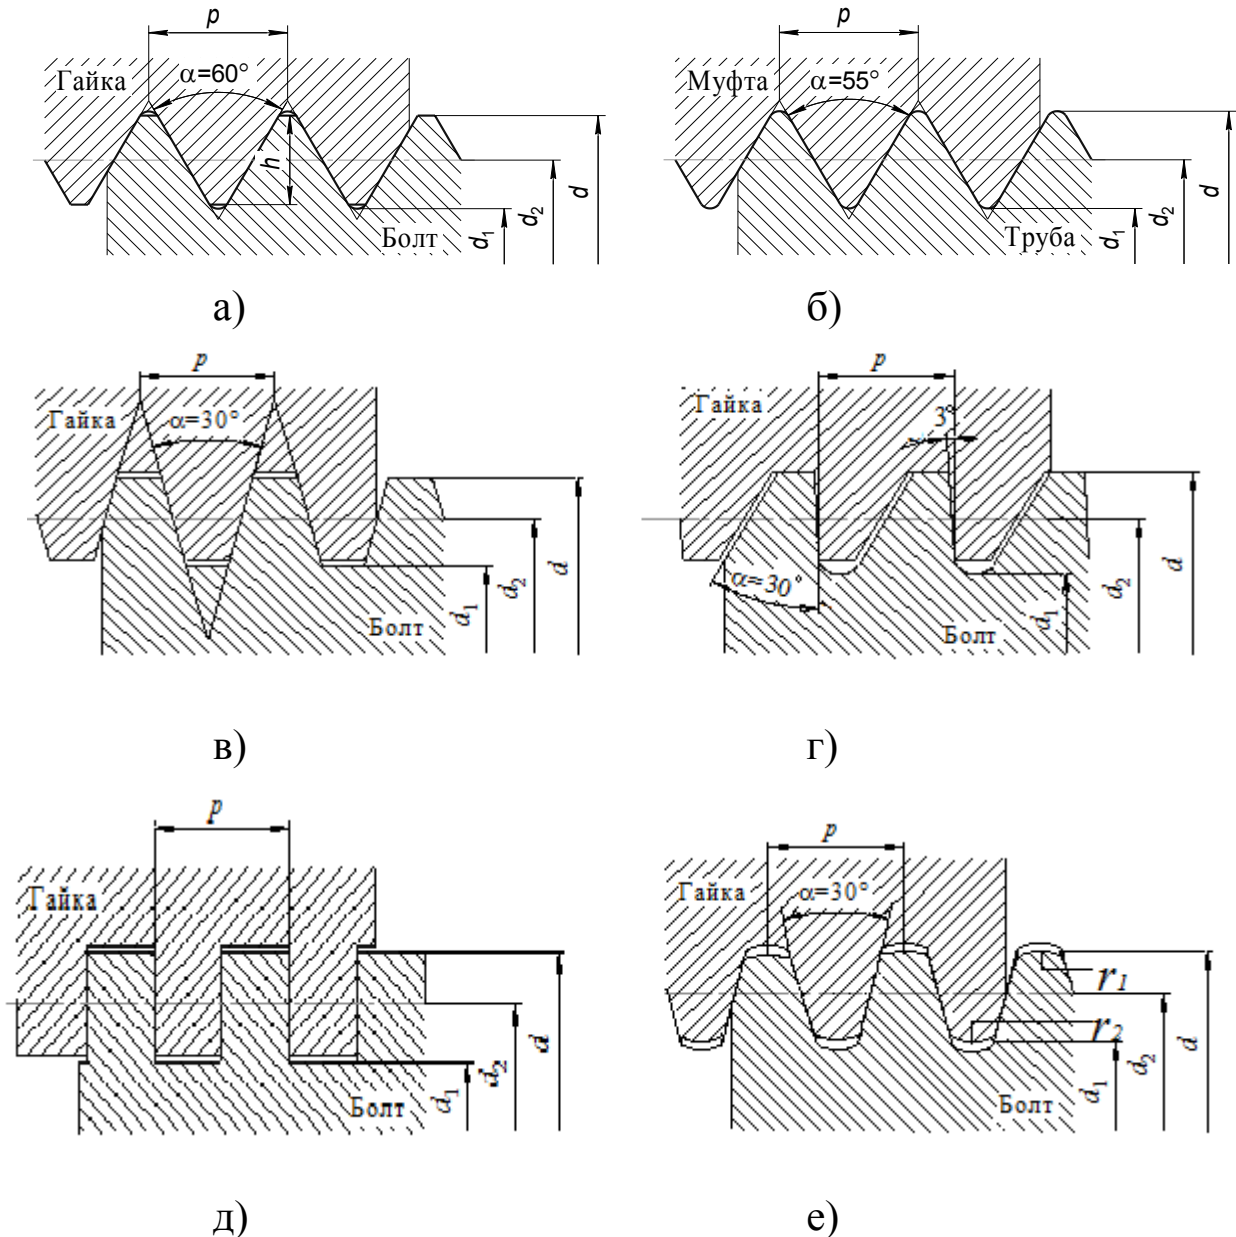 p
p
Гайка
α=60°
Муфта
α=55°
h
d
d
d₂
d₂
d₁
d₁
Болт
Труба
а)
б)
p
p
Гайка
α=30°
Гайка
3°
d
d
d₂
d₂
d₁
d₁
α=30°
Болт
Болт
в)
г)
p
p
Гайка
Гайка
α=30°
r₁
r₂
d
d
d₂
d₂
d₁
d₁
Болт
Болт
д)
е)